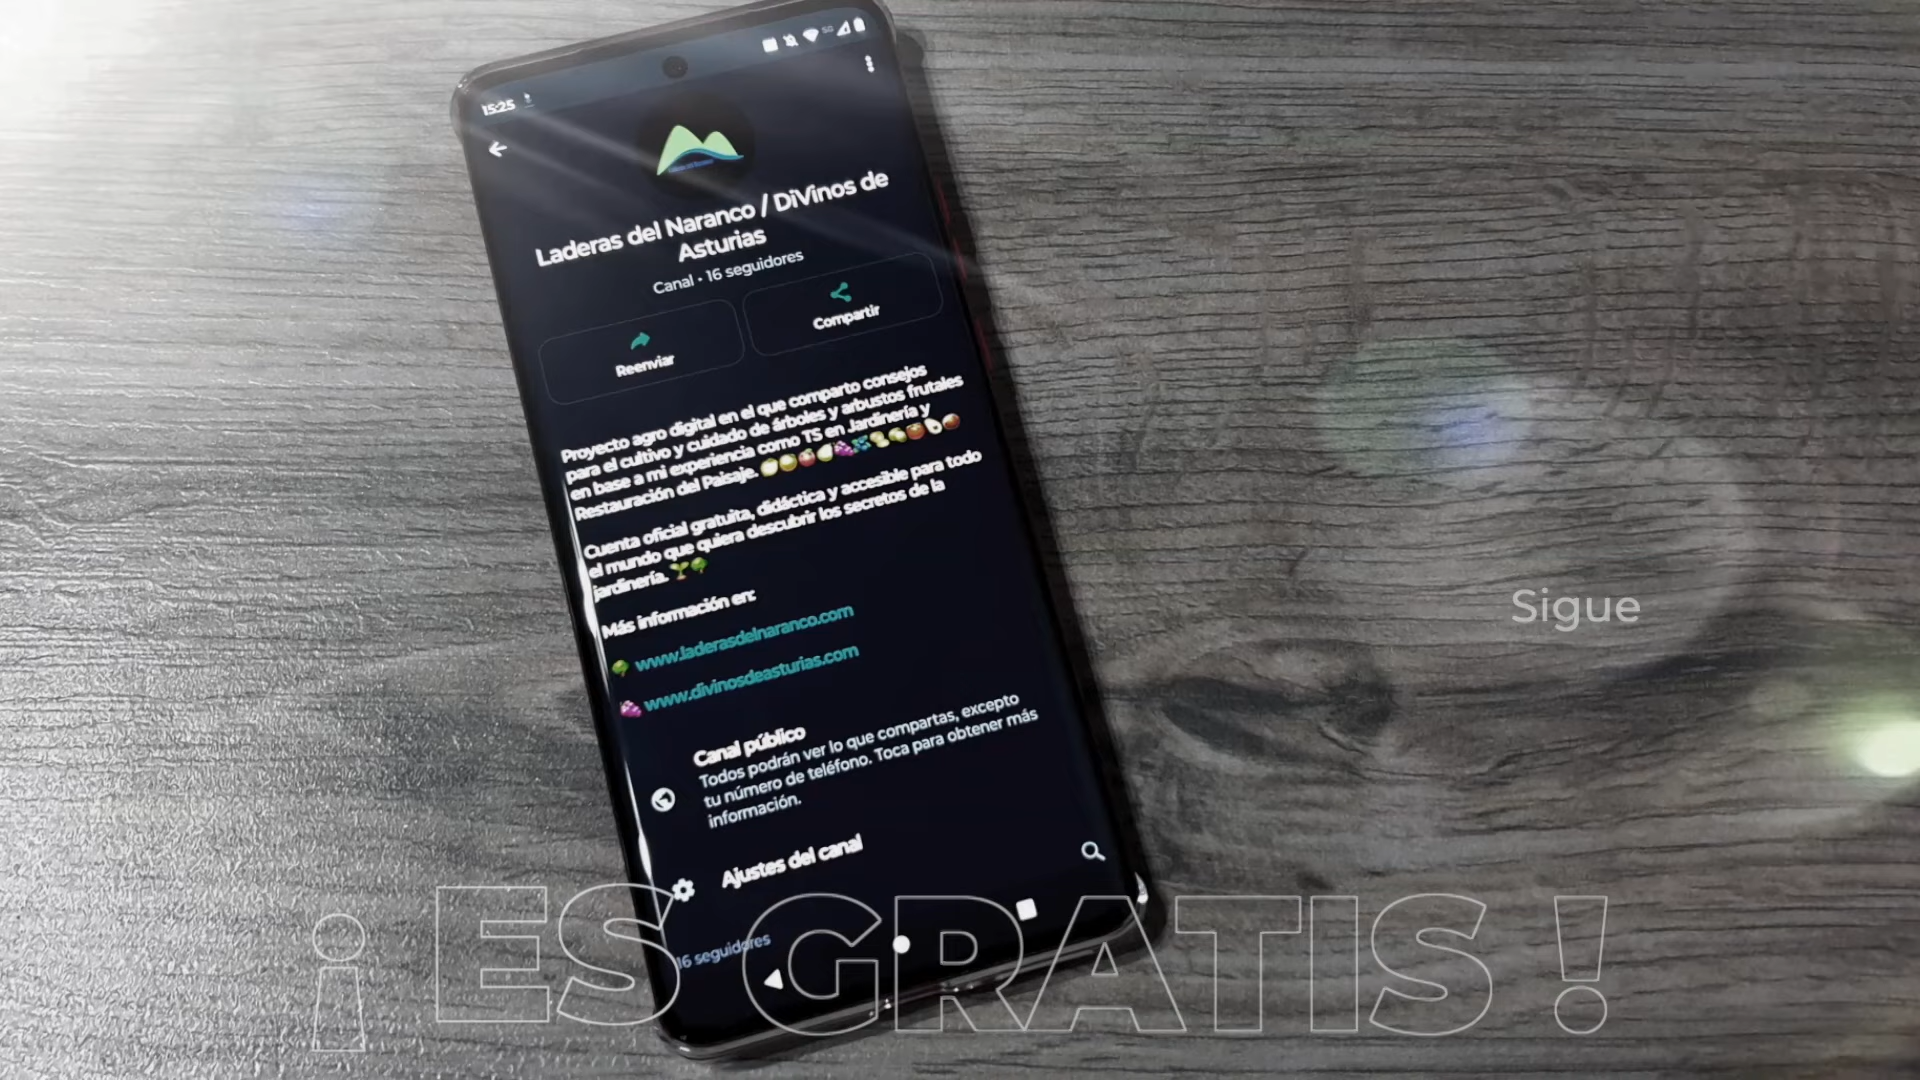 15:25
Laderas del Naranco / DiVinos de
Asturias
Canal • 16 seguidores
Reenviar
Compartir
Proyecto agro digital en el que comparto consejos
para el cultivo y cuidado de árboles y arbustos frutales
en base a mi experiencia como TS en Jardinería y
Restauración del Paisaje. 🍈🍋🍎🍐🍇🫐🥜🍏🍅🥑🌰
Cuenta oficial gratuita, didáctica y accesible para todo
el mundo que quiera descubrir los secretos de la
jardinería. 🌱🌳
Más información en:
🌳 www.laderasdelnaranco.com
🍇 www.divinosdeasturias.com
Canal público
Todos podrán ver lo que compartas, excepto
tu número de teléfono. Toca para obtener más
información.
Ajustes del canal
16 seguidores
Sigue
¡ ES GRATIS !